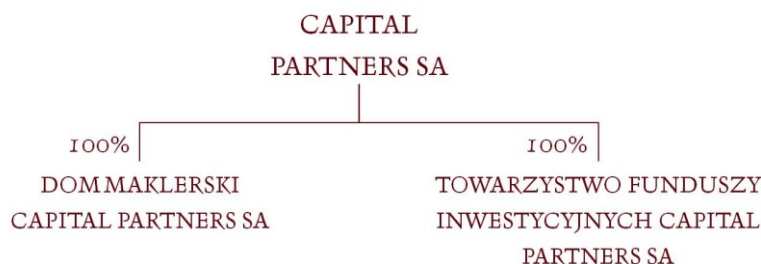 CAPITAL
PARTNERS SA
100%
100%
DOM MAKLERSKI
CAPITAL PARTNERS SA
TOWARZYSTWO FUNDUSZY
INWESTYCYJNYCH CAPITAL
PARTNERS SA